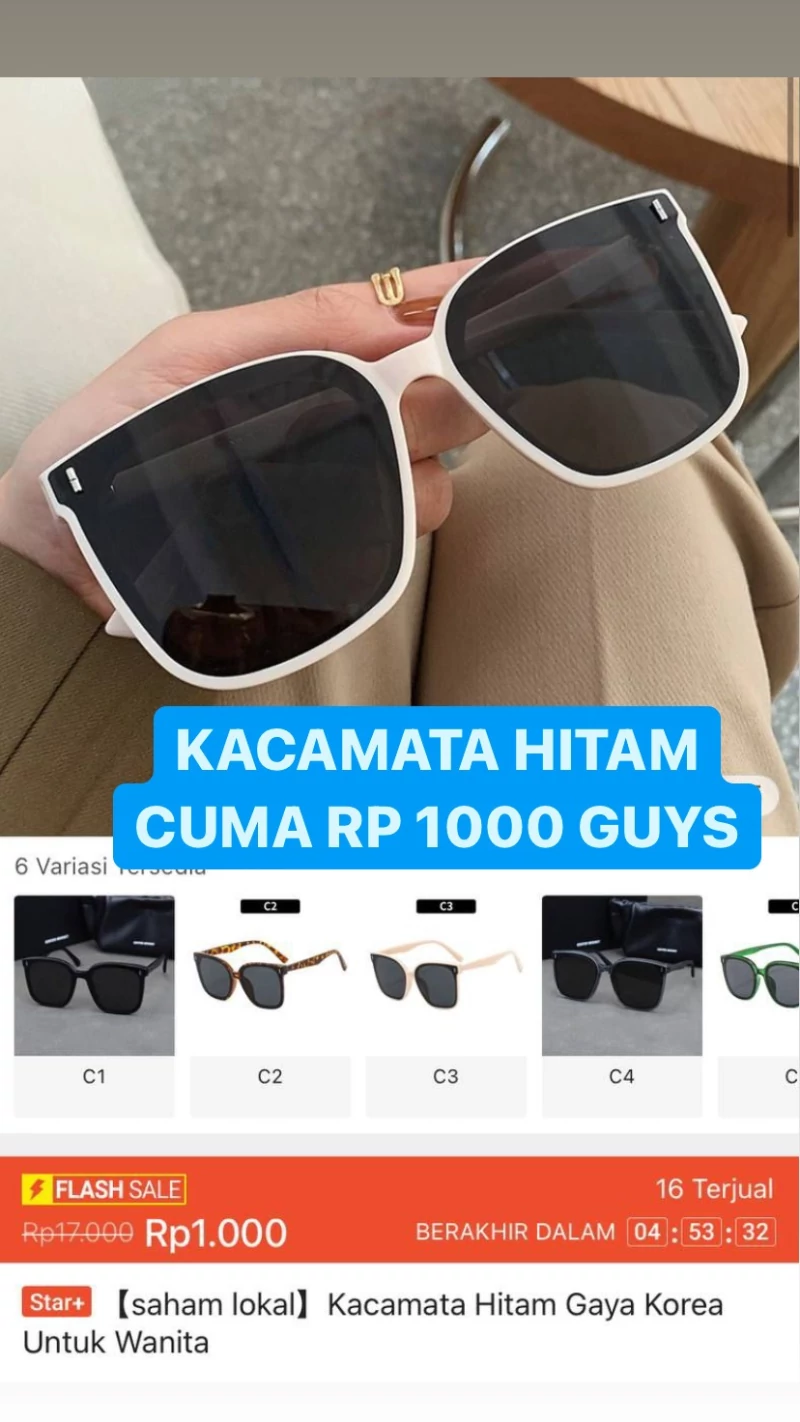 KACAMATA HITAM
CUMA RP 1000 GUYS
6 Variasi Tersedia
C2
C3
C1
C2
C3
C4
FLASH SALE
16 Terjual
Rp17.000 Rp1.000
BERAKHIR DALAM 04 : 53 : 32
Star+ 【saham lokal】 Kacamata Hitam Gaya Korea
Untuk Wanita